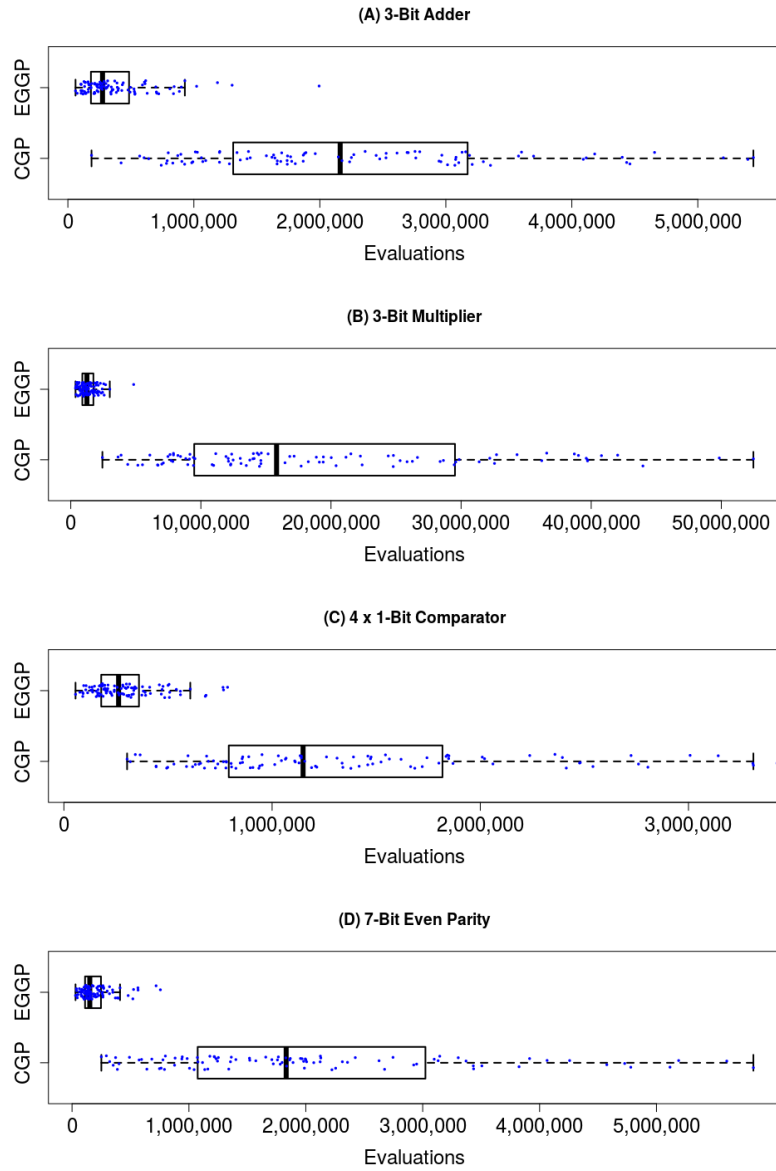 (A) 3-Bit Adder
EGGP
CGP
0 1,000,000 2,000,000 3,000,000 4,000,000 5,000,000
Evaluations
(B) 3-Bit Multiplier
EGGP
CGP
0 10,000,000 20,000,000 30,000,000 40,000,000 50,000,000
Evaluations
(C) 4 x 1-Bit Comparator
EGGP
CGP
0 1,000,000 2,000,000 3,000,000
Evaluations
(D) 7-Bit Even Parity
EGGP
CGP
0 1,000,000 2,000,000 3,000,000 4,000,000 5,000,000
Evaluations